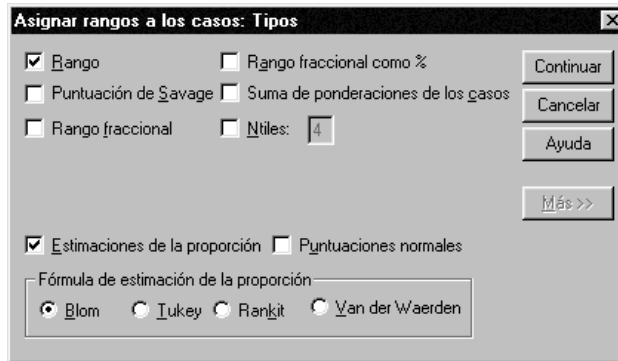 Asignar rangos a los casos: Tipos
Rango
Rango fraccional como %
Continuar
Puntuación de Savage
Suma de ponderaciones de los casos
Cancelar
Rango fraccional
Ntiles: 4
Ayuda
Más >>
Estimaciones de la proporción
Puntuaciones normales
Fórmula de estimación de la proporción
Blom
Tukey
Rankit
Van der Waerden